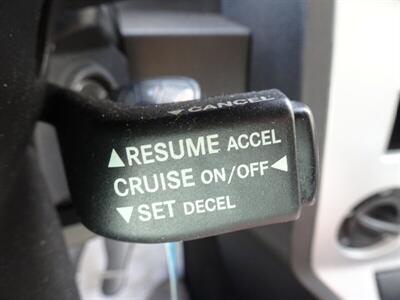 ▼CANCEL
▲RESUME ACCEL
CRUISE ON/OFF◀
▼SET DECEL